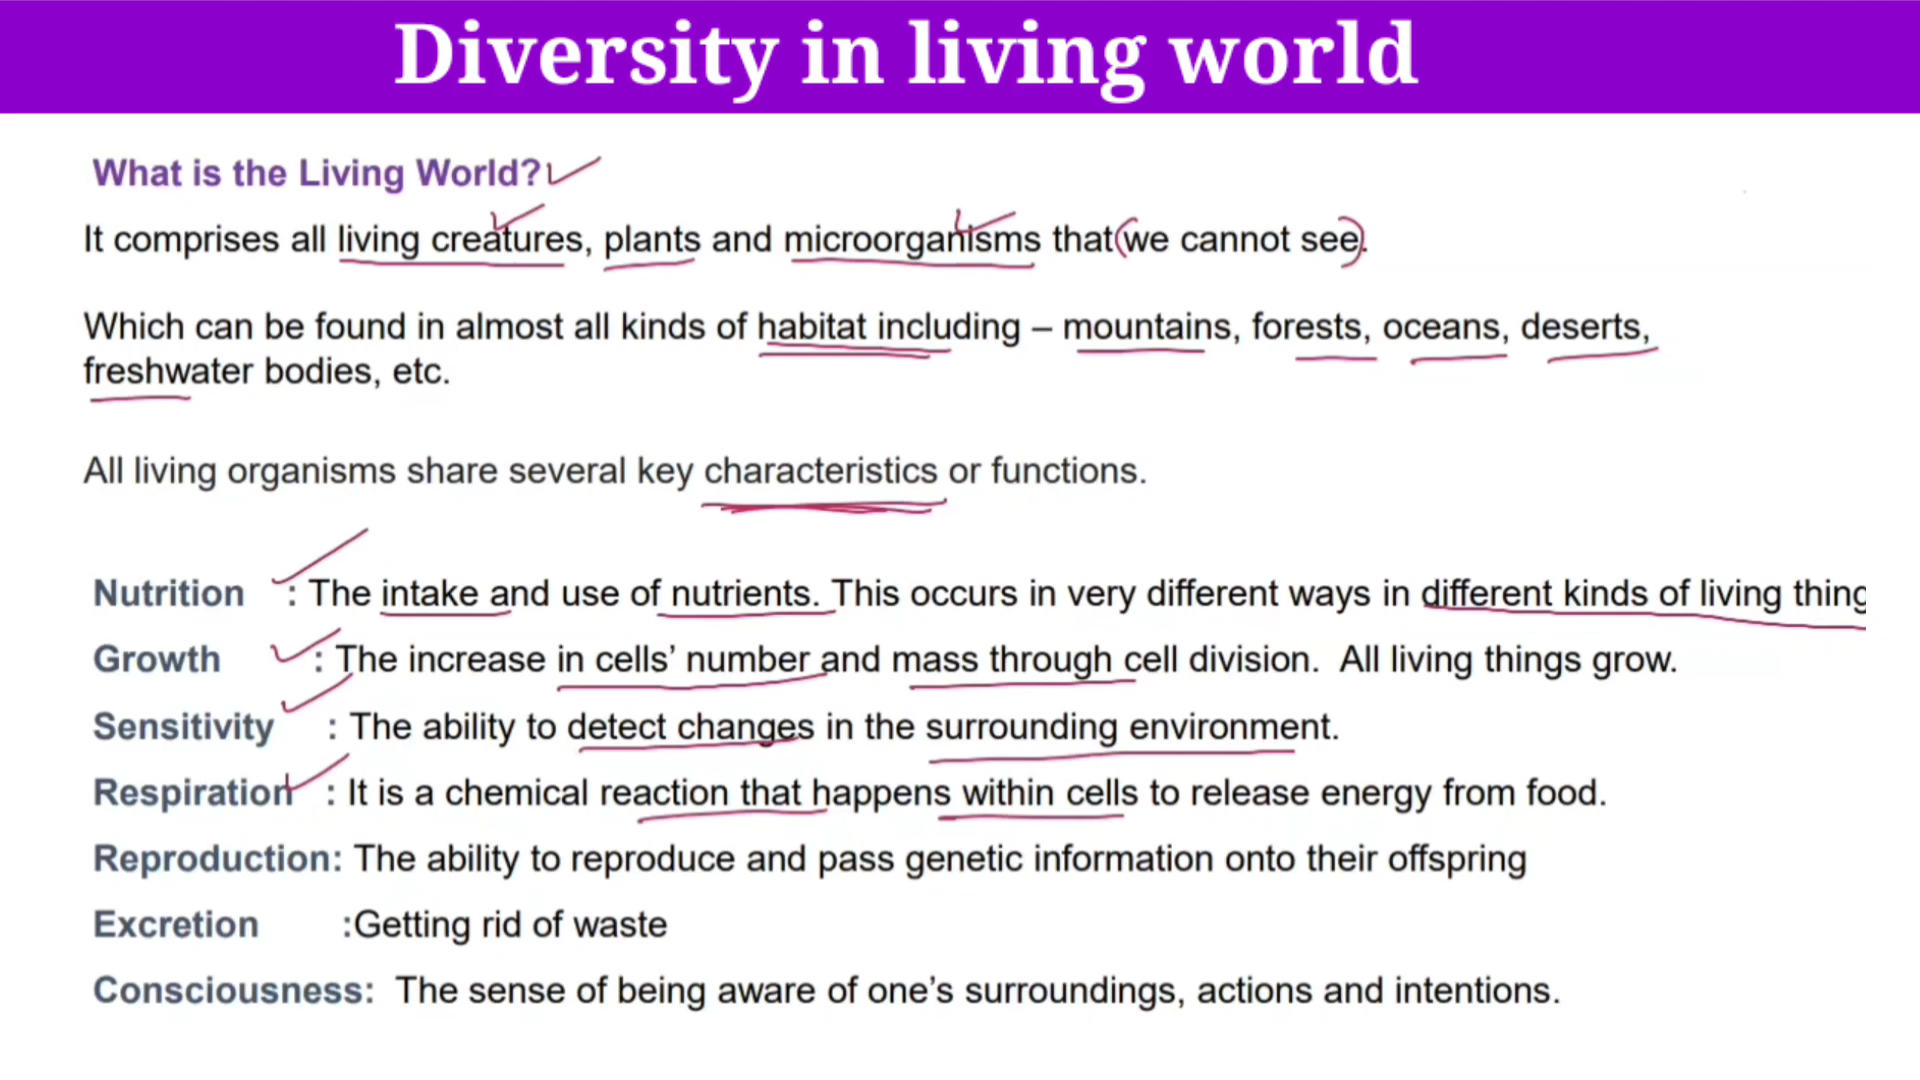 Diversity in living world
What is the Living World?
It comprises all living creatures, plants and microorganisms that (we cannot see).
Which can be found in almost all kinds of habitat including – mountains, forests, oceans, deserts,
freshwater bodies, etc.
All living organisms share several key characteristics or functions.
Nutrition : The intake and use of nutrients. This occurs in very different ways in different kinds of living thing
Growth : The increase in cells’ number and mass through cell division. All living things grow.
Sensitivity : The ability to detect changes in the surrounding environment.
Respiration : It is a chemical reaction that happens within cells to release energy from food.
Reproduction: The ability to reproduce and pass genetic information onto their offspring
Excretion :Getting rid of waste
Consciousness: The sense of being aware of one’s surroundings, actions and intentions.